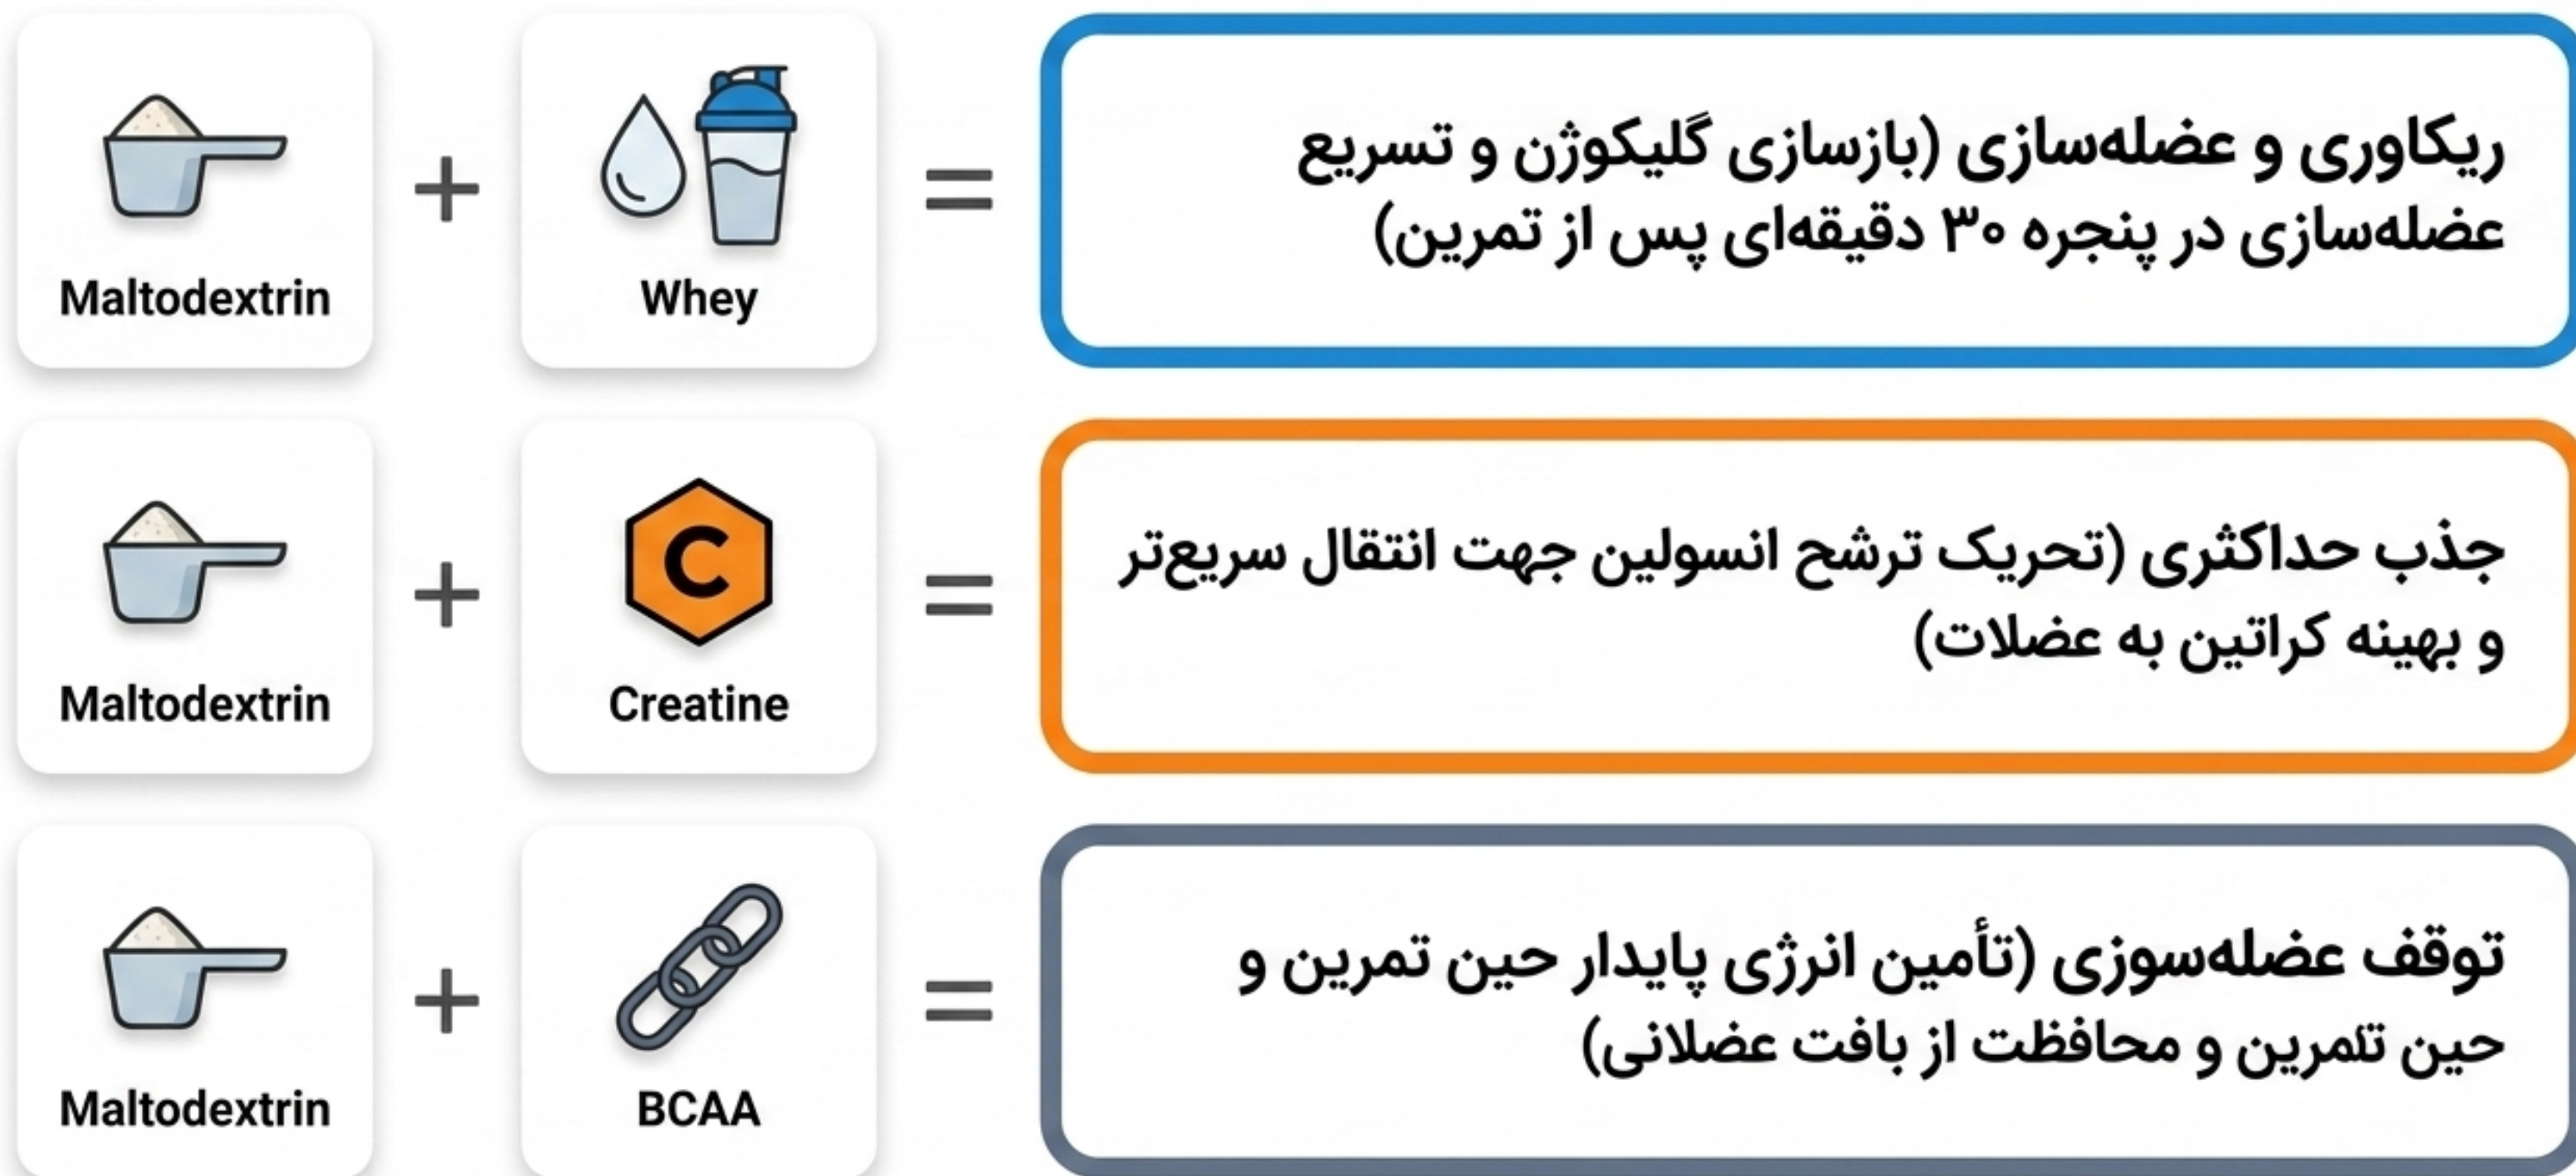 Maltodextrin
+
Whey
=
ریکاوری و عضله‌سازی (بازسازی گلیکوژن و تسریع
عضله‌سازی در پنجره ۳۰ دقیقه‌ای پس از تمرین)
Maltodextrin
+
C
Creatine
=
جذب حداکثری (تحریک ترشح انسولین جهت انتقال سریع‌تر
و بهینه کراتین به عضلات)
Maltodextrin
+
BCAA
=
توقف عضله‌سوزی (تأمین انرژی پایدار حین تمرین و
حین تلمرین و محافظت از بافت عضلانی)